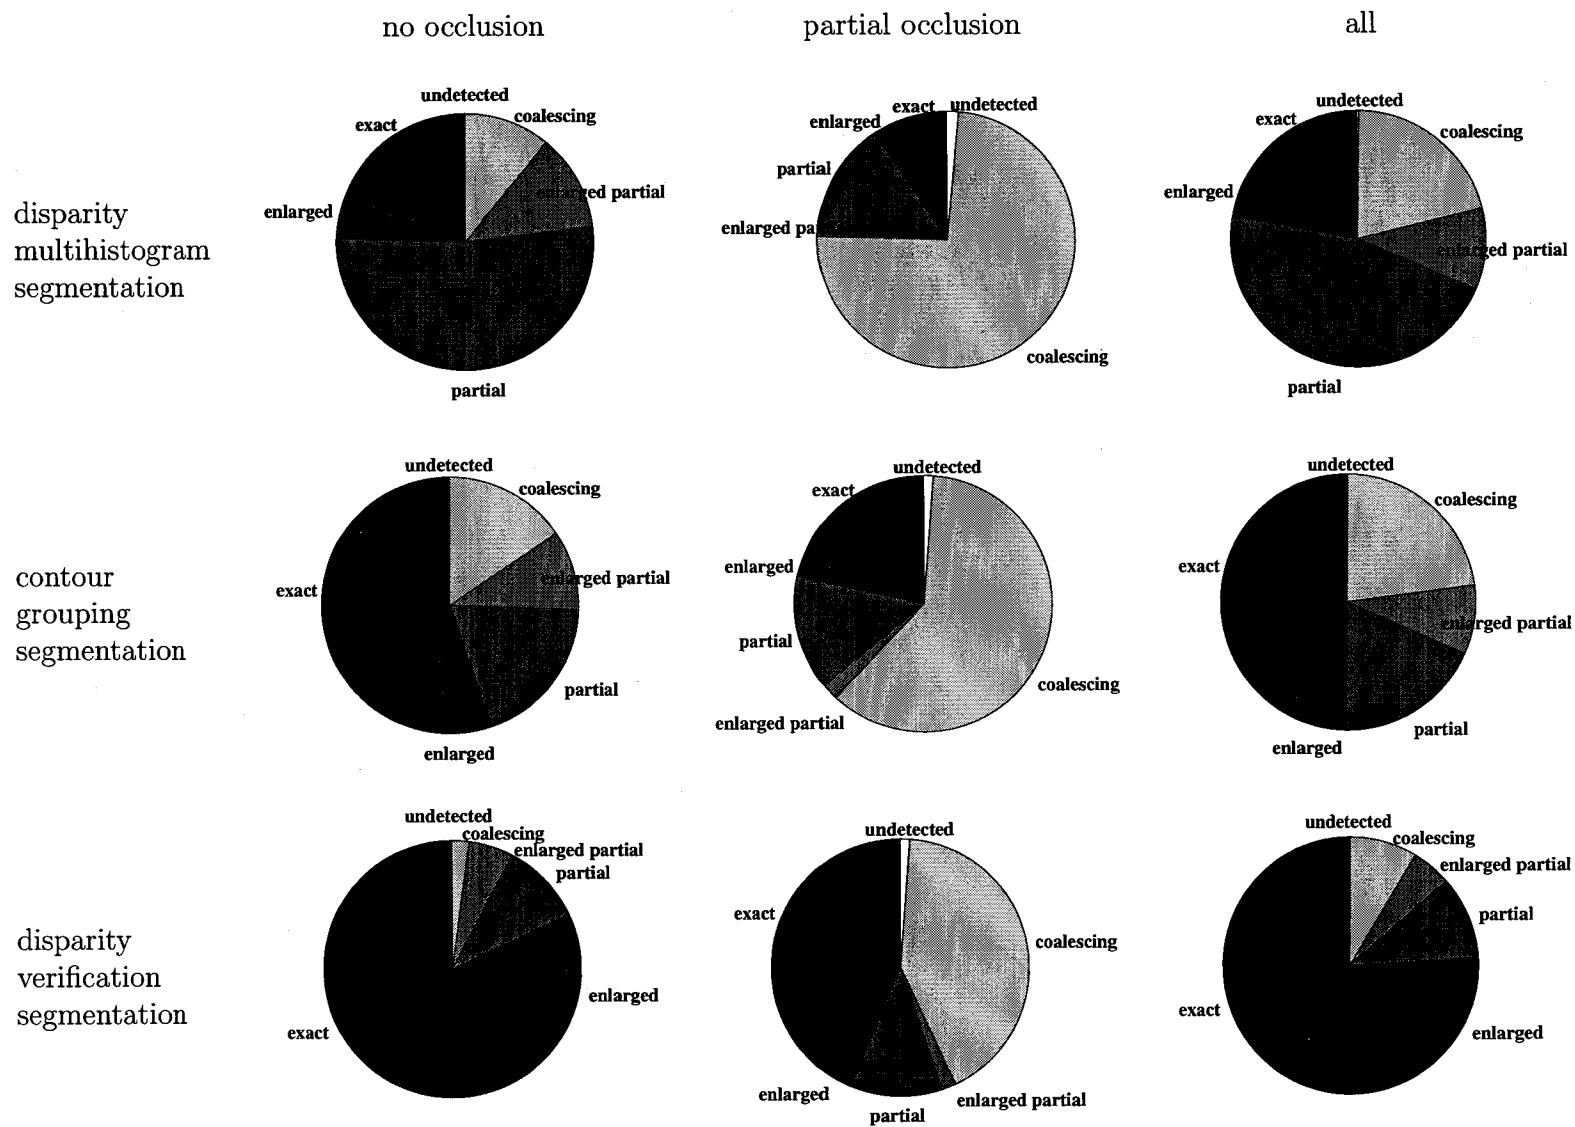 no occlusion
partial occlusion
all
disparity
multihistogram
segmentation
undetected
coalescing
exact
enlarged partial
enlarged
partial
exact
undetected
enlarged
partial
enlarged pa
coalescing
undetected
exact
coalescing
enlarged
enlarged partial
partial
contour
grouping
segmentation
undetected
coalescing
enlarged partial
exact
partial
enlarged
undetected
exact
enlarged
partial
coalescing
enlarged partial
undetected
coalescing
exact
enlarged partial
partial
enlarged
disparity
verification
segmentation
undetected
coalescing
enlarged partial
partial
enlarged
exact
undetected
exact
coalescing
enlarged
partial
enlarged partial
undetected
coalescing
enlarged partial
partial
exact
enlarged